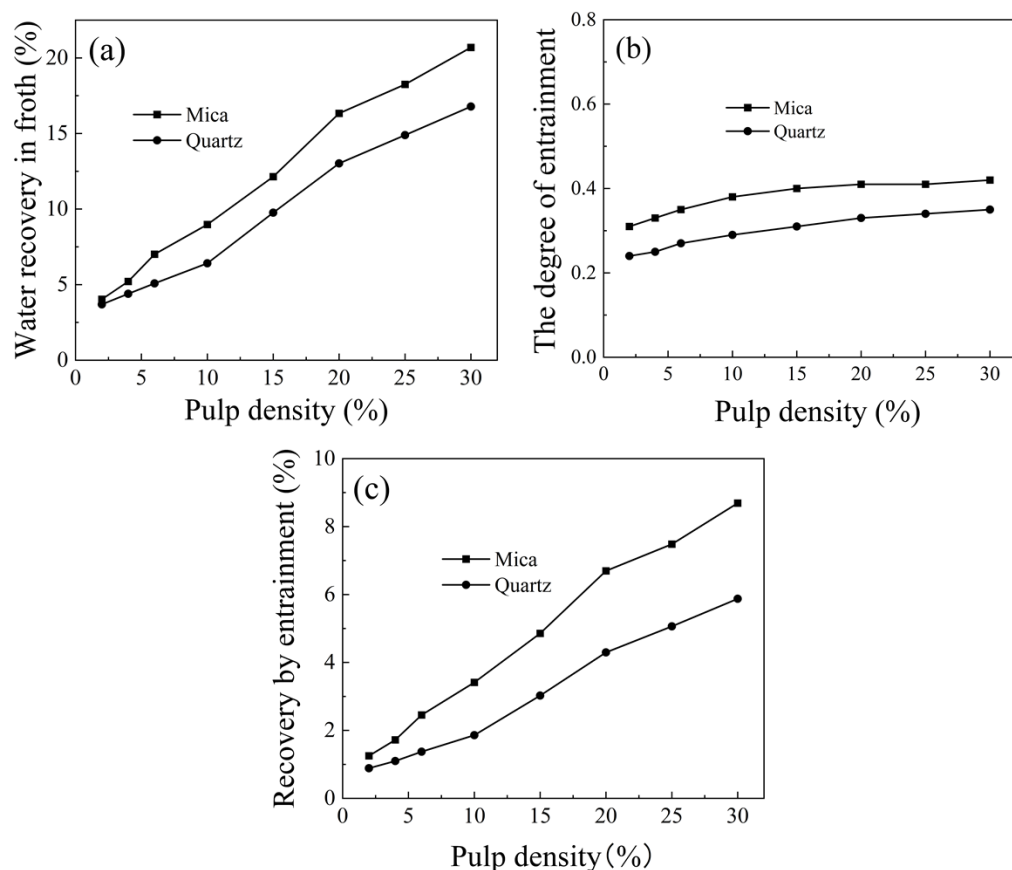 (a)
Water recovery in froth (%)
20
15
10
5
0
Mica
Quartz
0 5 10 15 20 25 30
Pulp density (%)
(b)
The degree of entrainment
0.8
0.6
0.4
0.2
0.0
Mica
Quartz
0 5 10 15 20 25 30
Pulp density (%)
(c)
Recovery by entrainment (%)
10
8
6
4
2
0
Mica
Quartz
0 5 10 15 20 25 30
Pulp density(%)